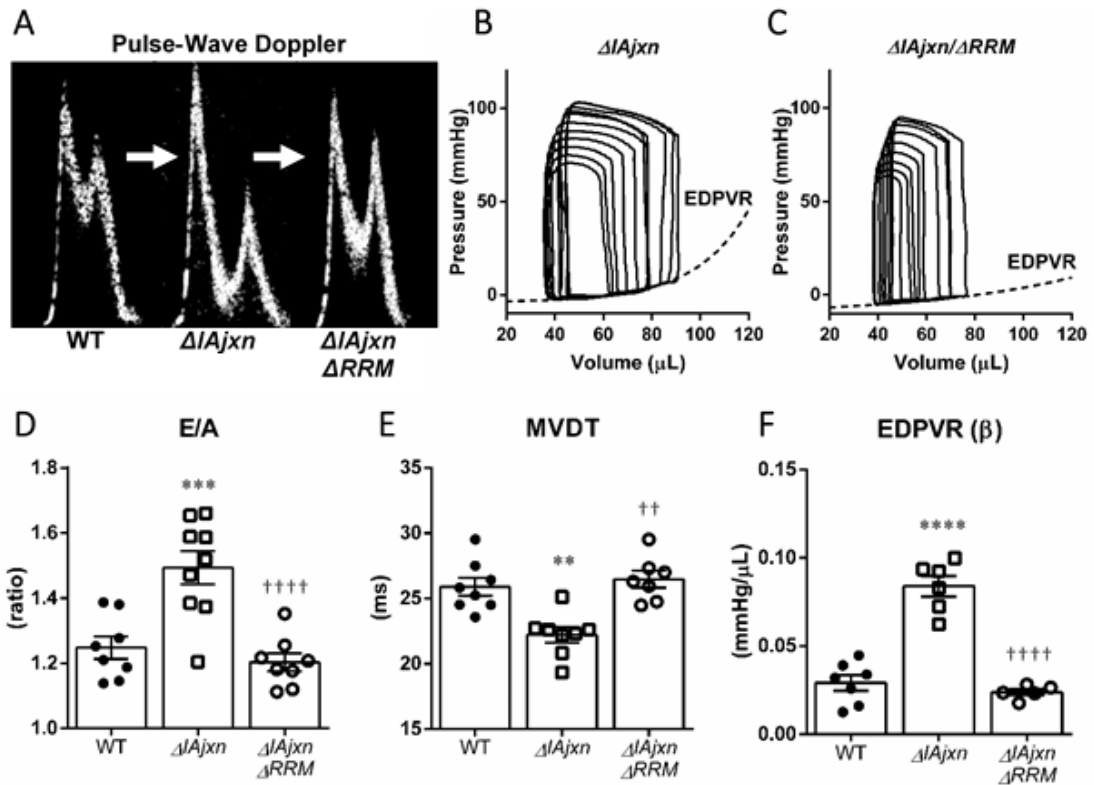 A
Pulse-Wave Doppler
WT
ΔIAjxn
ΔIAjxn
ΔRRM
B
ΔIAjxn
Pressure (mmHg)
100
50
0
EDPVR
20 40 60 80 100 120
Volume (μL)
C
ΔIAjxn/ΔRRM
Pressure (mmHg)
100
50
0
EDPVR
20 40 60 80 100 120
Volume (μL)
D
E/A
(ratio)
1.8
1.6
1.4
1.2
1.0
***
††††
WT
ΔIAjxn
ΔIAjxn
ΔRRM
E
MVDT
(ms)
35
30
25
20
15
**
††
WT
ΔIAjxn
ΔIAjxn
ΔRRM
F
EDPVR (β)
(mmHg/μL)
0.15
0.10
0.05
0.00
****
††††
WT
ΔIAjxn
ΔIAjxn
ΔRRM